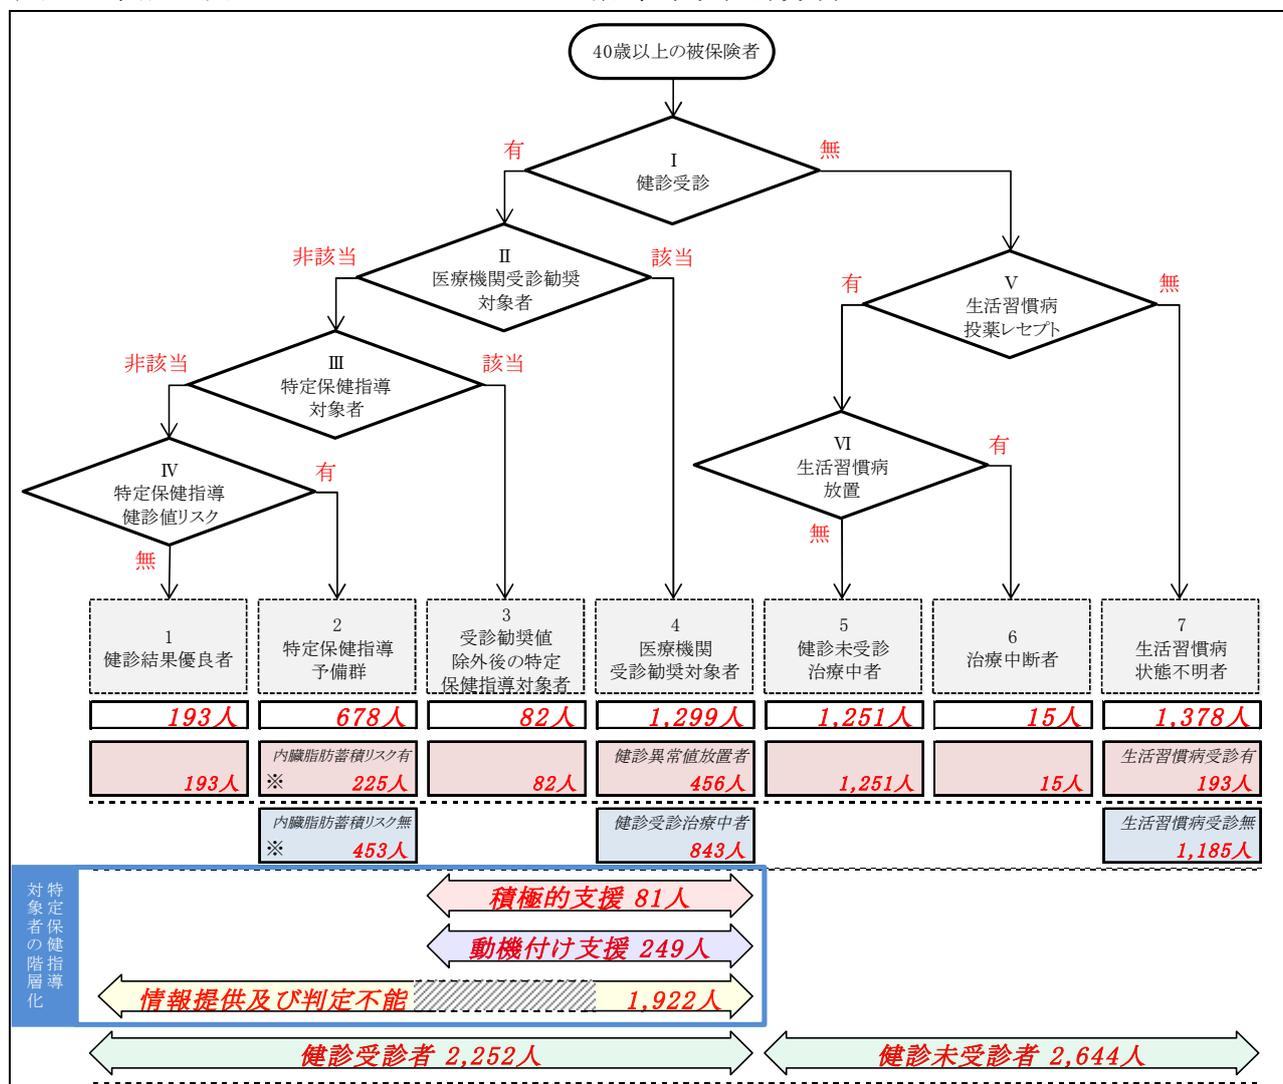 40歳以上の被保険者
Ⅰ
健診受診
有
無
Ⅱ
医療機関受診勧奨
対象者
非該当
該当
Ⅴ
生活習慣病
投薬レセプト
有
無
Ⅲ
特定保健指導
対象者
非該当
該当
Ⅳ
特定保健指導
健診値リスク
有
無
Ⅵ
生活習慣病
放置
有
無
1
健診結果優良者
2
特定保健指導
予備群
3
受診勧奨値
除外後の特定
保健指導対象者
4
医療機関
受診勧奨対象者
5
健診未受診
治療中者
6
治療中断者
7
生活習慣病
状態不明者
193人
678人
82人
1,299人
1,251人
15人
1,378人
193人
内臓脂肪蓄積リスク有
※ 225人
82人
健診異常値放置者
456人
1,251人
15人
生活習慣病受診有
193人
内臓脂肪蓄積リスク無
※ 453人
健診受診治療中者
843人
生活習慣病受診無
1,185人
特定保健指導
対象者の階層化
積極的支援 81人
動機付け支援 249人
情報提供及び判定不能 1,922人
健診受診者 2,252人
健診未受診者 2,644人